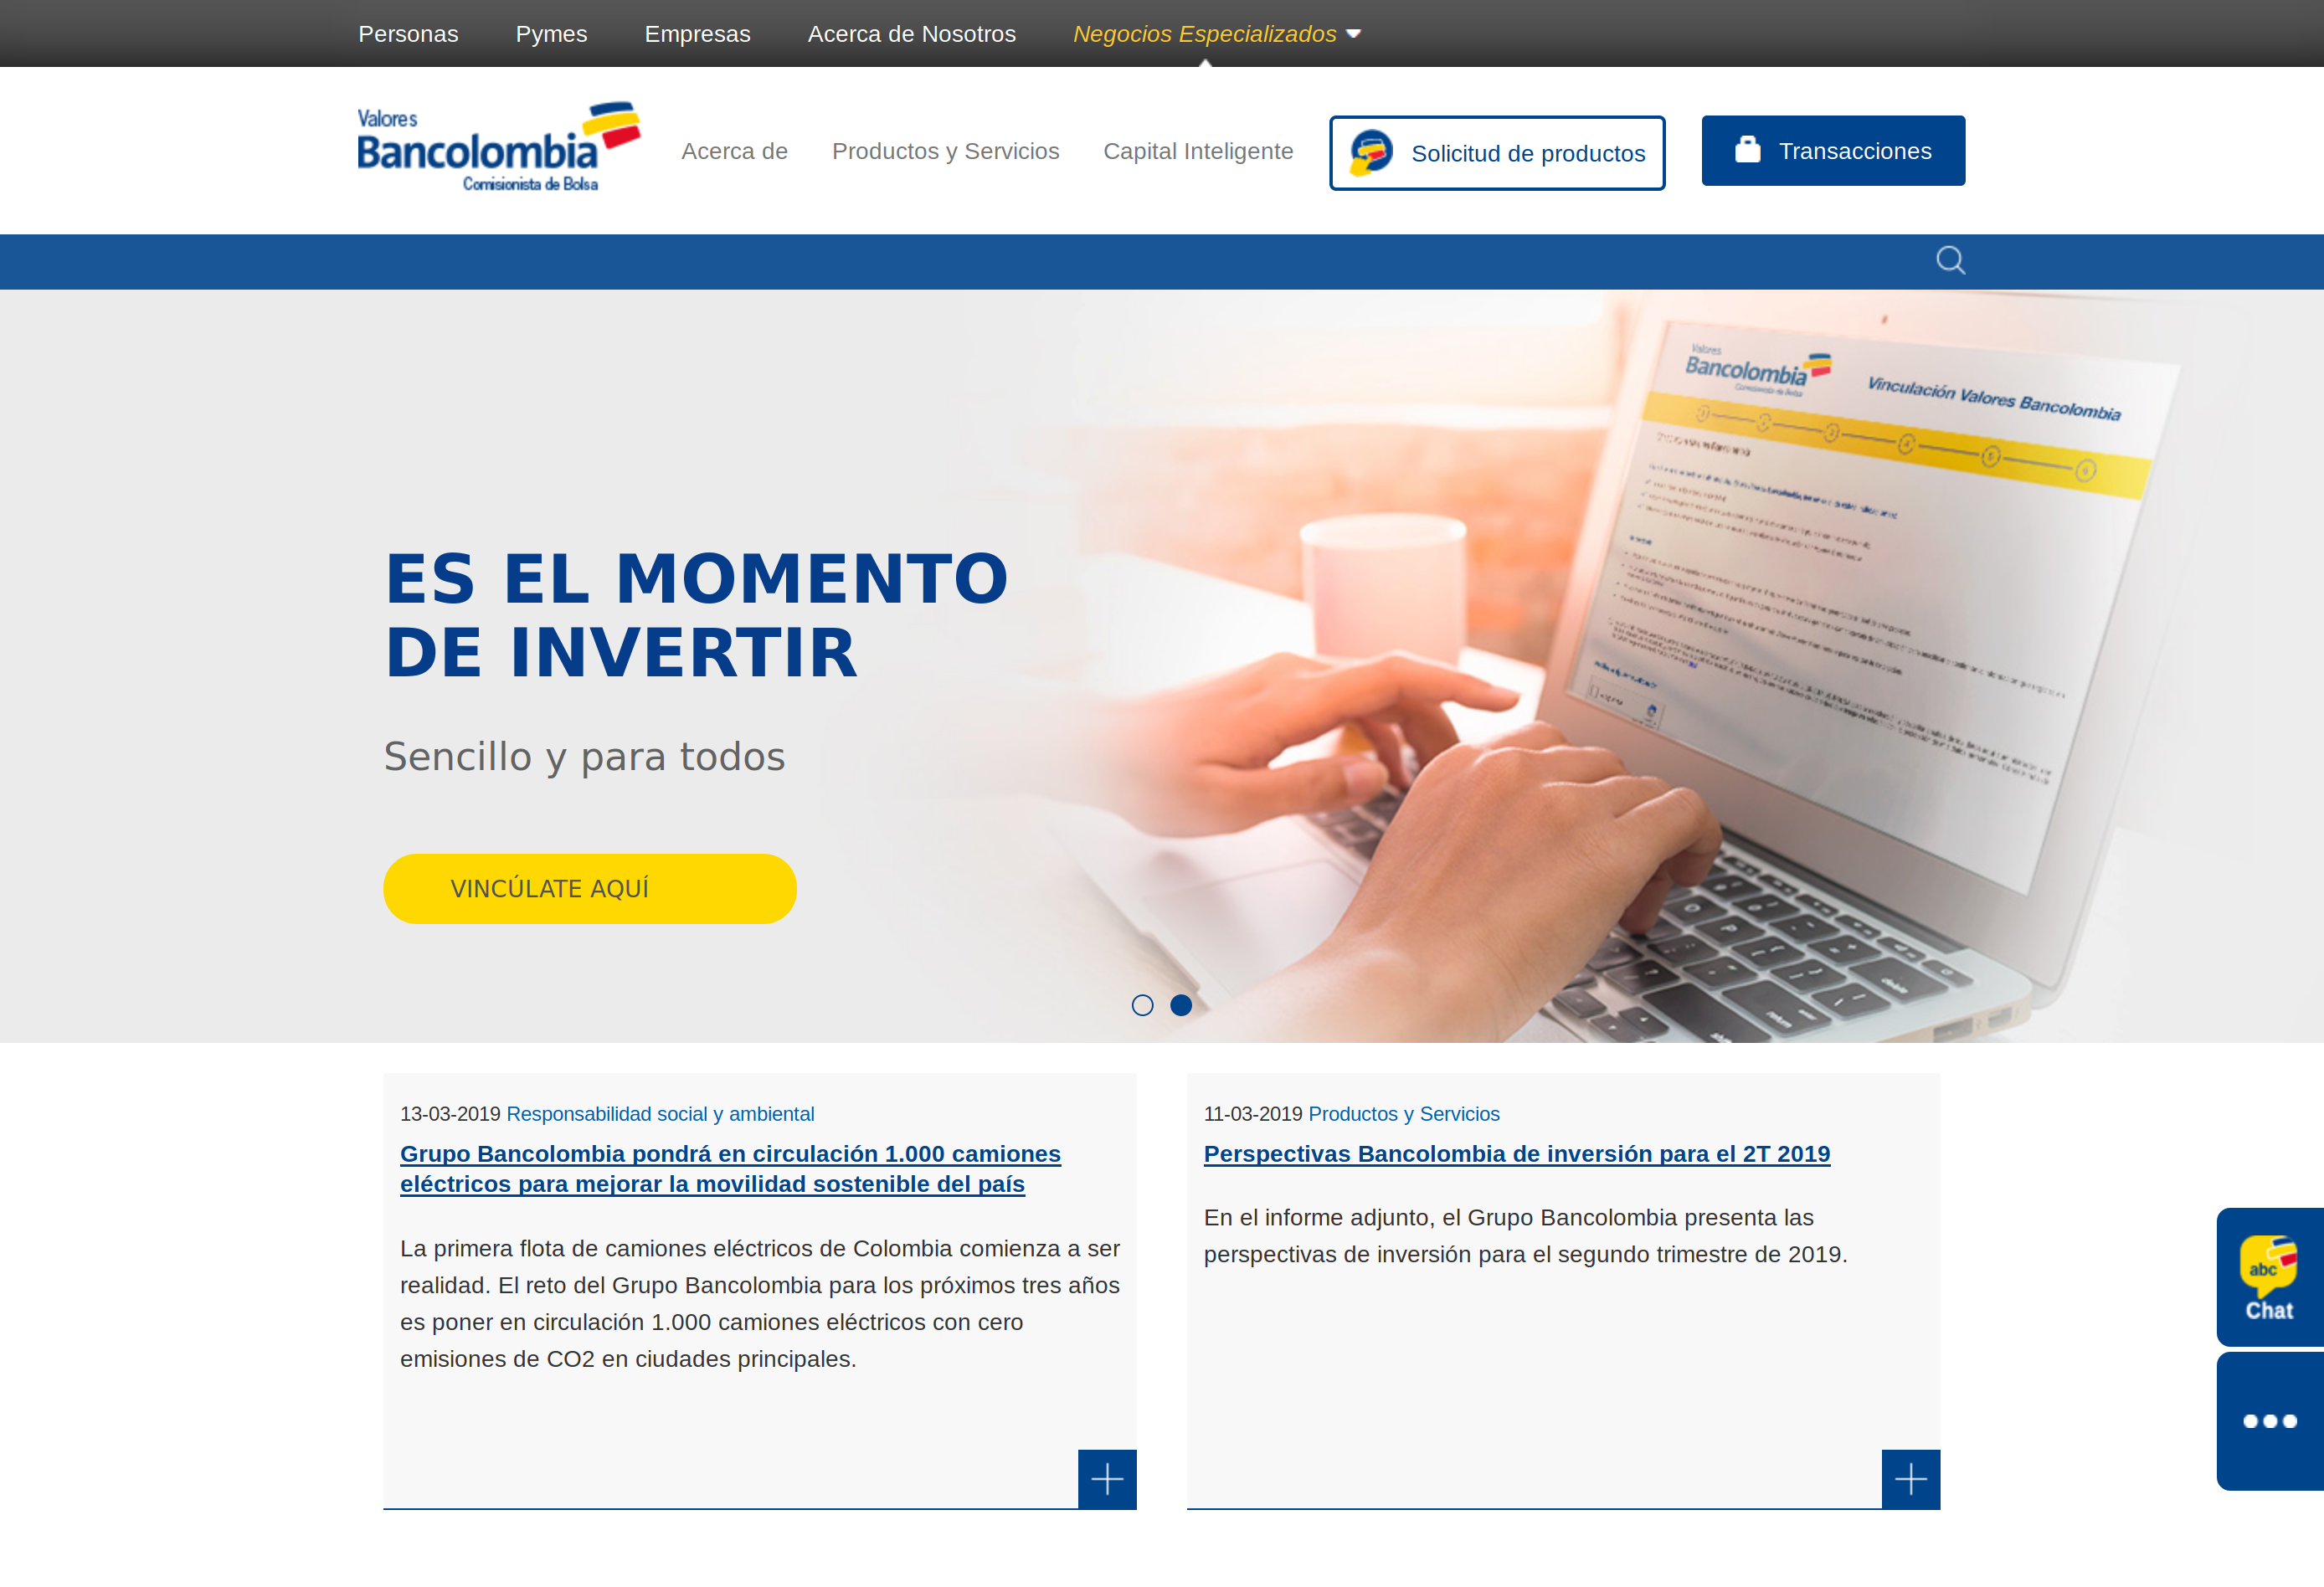 Personas Pymes Empresas Acerca de Nosotros Negocios Especializados
Valores
Bancolombia
Comisionista de Bolsa
Acerca de Productos y Servicios Capital Inteligente Solicitud de productos Transacciones
Valores
Bancolombia
Comisionista de Bolsa
Vinculación Valores Bancolombia
ES EL MOMENTO
DE INVERTIR
Sencillo y para todos
VINCÚLATE AQUÍ
delete
return
shift
13-03-2019 Responsabilidad social y ambiental
Grupo Bancolombia pondrá en circulación 1.000 camiones
eléctricos para mejorar la movilidad sostenible del país
La primera flota de camiones eléctricos de Colombia comienza a ser
realidad. El reto del Grupo Bancolombia para los próximos tres años
es poner en circulación 1.000 camiones eléctricos con cero
emisiones de CO2 en ciudades principales.
11-03-2019 Productos y Servicios
Perspectivas Bancolombia de inversión para el 2T 2019
En el informe adjunto, el Grupo Bancolombia presenta las
perspectivas de inversión para el segundo trimestre de 2019.
abc
Chat